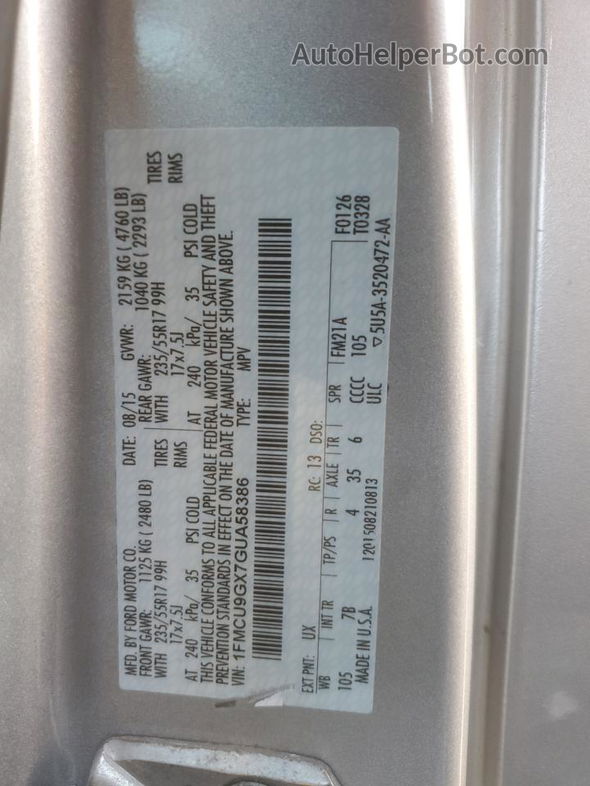 AutoHelperBot.com
MFD. BY FORD MOTOR CO. DATE: 08/15 GVWR: 2159 KG ( 4760 LB)
FRONT GAWR: 1125 KG ( 2480 LB) REAR GAWR: 1040 KG ( 2293 LB)
WITH 235/55R17 99H TIRES WITH 235/55R17 99H TIRES
17x7.5J RIMS 17x7.5J RIMS
AT 240 kPa/ 35 PSI COLD AT 240 kPa/ 35 PSI COLD
THIS VEHICLE CONFORMS TO ALL APPLICABLE FEDERAL MOTOR VEHICLE SAFETY AND THEFT
PREVENTION STANDARDS IN EFFECT ON THE DATE OF MANUFACTURE SHOWN ABOVE.
VIN: 1FMCU9GX7GUA58386 TYPE: MPV
EXT PNT: UX RC: 13 DSO: F0126
WB INT TR TP/PS R AXLE TR SPR FM21A T0328
105 7B 4 35 6 CCCC 105
MADE IN U.S.A. 1201508210813 ULC ▽5U5A-3520472-AA